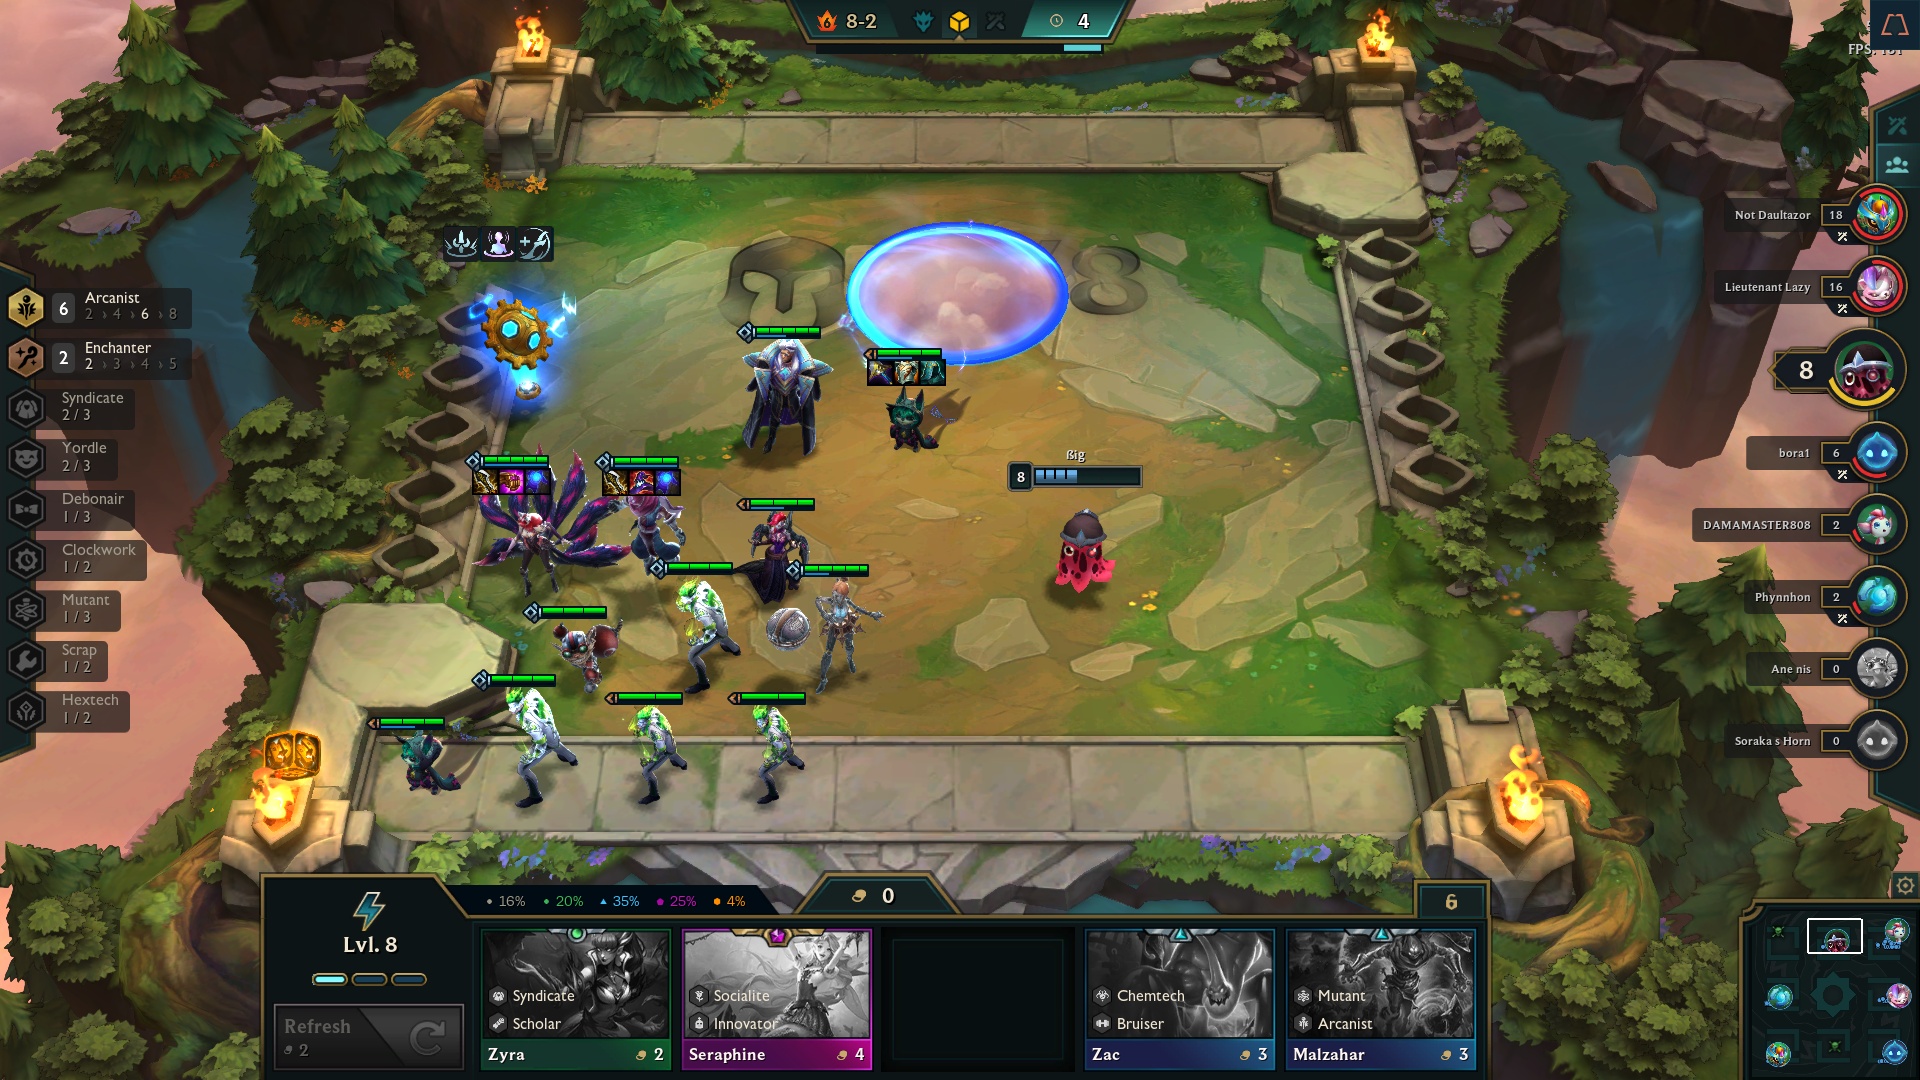 8-2
4
FPS: 161
Not Daultazor 18
Lieutenant Lazy 16
8
bora1 6
DAMAMASTER808 2
Phynnhon 2
Ane nis 0
Soraka s Horn 0
6 Arcanist
2 › 4 › 6 › 8
2 Enchanter
2 › 3 › 4 › 5
Syndicate
2 / 3
Yordle
2 / 3
Debonair
1 / 3
Clockwork
1 / 2
Mutant
1 / 3
Scrap
1 / 2
Hextech
1 / 2
8
ßig
8
16% 20% 35% 25% 4%
0
6
Lvl. 8
Refresh
2
Syndicate
Scholar
Zyra 2
Socialite
Innovator
Seraphine 4
Chemtech
Bruiser
Zac 3
Mutant
Arcanist
Malzahar 3